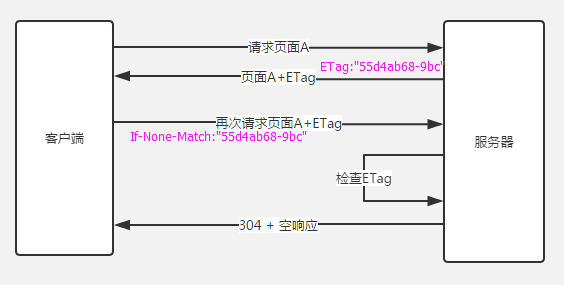 请求页面A
ETag:"55d4ab68-9bc"
页面A+ETag
再次请求页面A+ETag
If-None-Match:"55d4ab68-9bc"
客户端
服务器
检查ETag
304 + 空响应